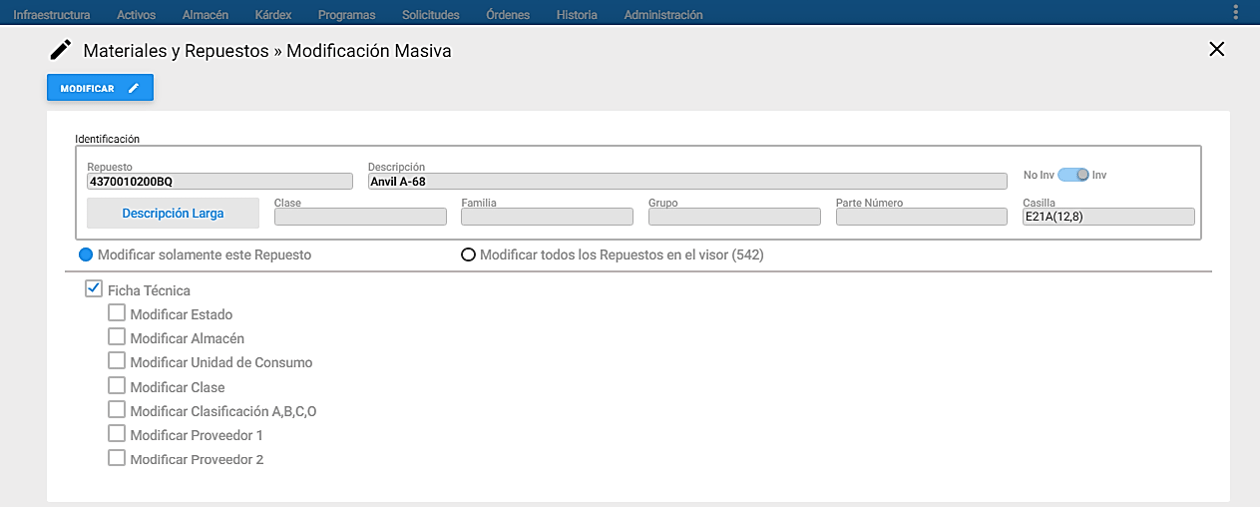 Infraestructura Activos Almacén Kárdex Programas Solicitudes Órdenes Historia Administración
Materiales y Repuestos » Modificación Masiva
MODIFICAR
Identificación
Repuesto Descripción
4370010200BQ Anvil A-68 No Inv Inv
Descripción Larga Clase Familia Grupo Parte Número Casilla
E21A(12,8)
Modificar solamente este Repuesto Modificar todos los Repuestos en el visor (542)
Ficha Técnica
Modificar Estado
Modificar Almacén
Modificar Unidad de Consumo
Modificar Clase
Modificar Clasificación A,B,C,O
Modificar Proveedor 1
Modificar Proveedor 2